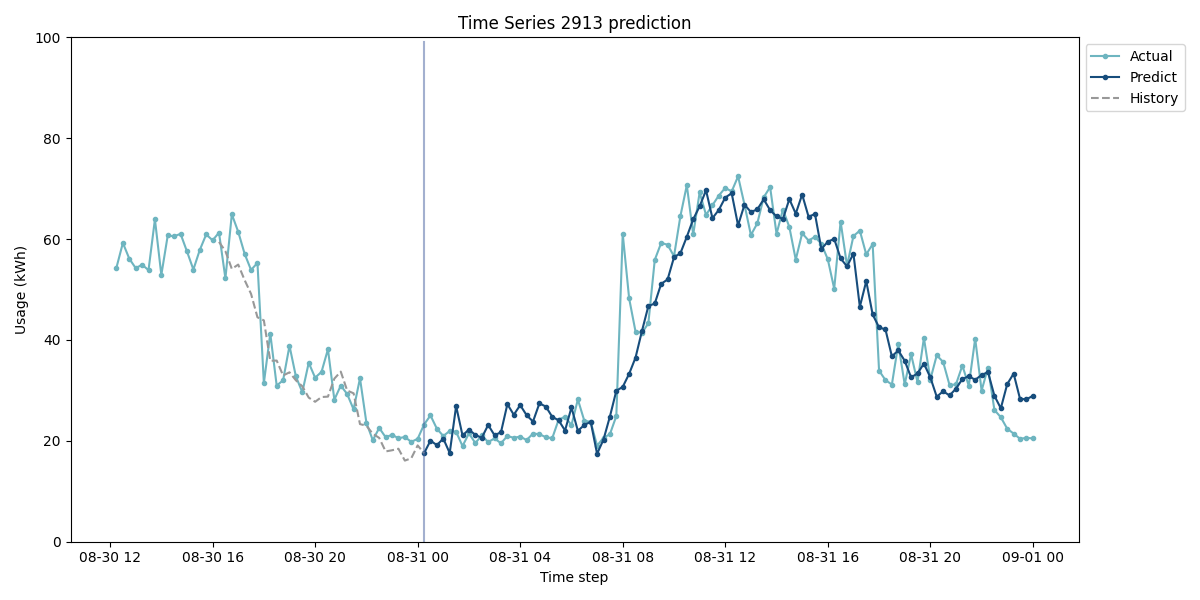 Time Series 2913 prediction
100
80
60
40
20
0
Usage (kWh)
08-30 12
08-30 16
08-30 20
08-31 00
08-31 04
08-31 08
08-31 12
08-31 16
08-31 20
09-01 00
Time step
Actual
Predict
History